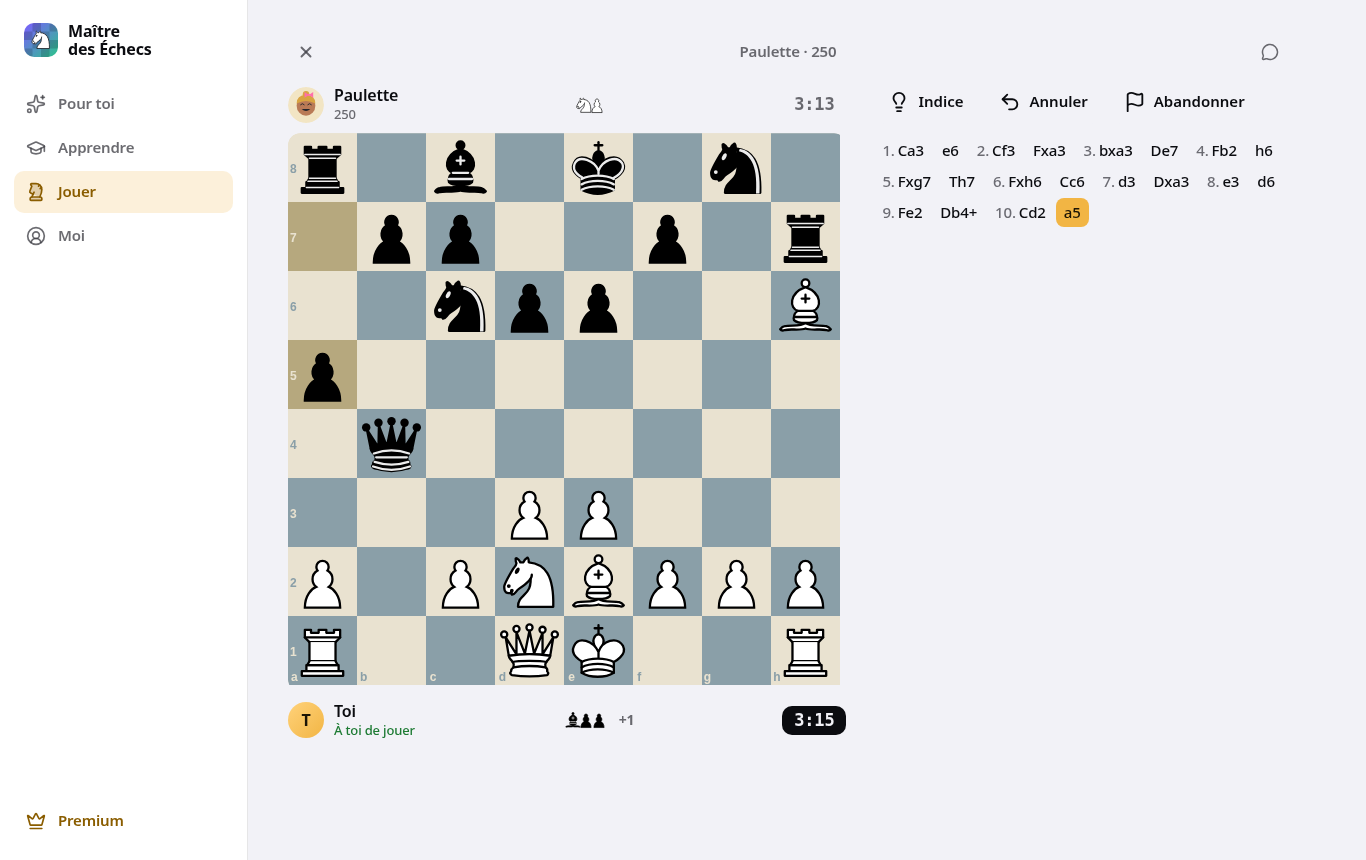 Maître
des Échecs
Pour toi
Apprendre
Jouer
Moi
Premium
Paulette · 250
Paulette
250
3:13
8
7
6
5
4
3
2
1
a b c d e f g h
T
Toi
À toi de jouer
+1
3:15
Indice Annuler Abandonner
1. Ca3 e6 2. Cf3 Fxa3 3. bxa3 De7 4. Fb2 h6
5. Fxg7 Th7 6. Fxh6 Cc6 7. d3 Dxa3 8. e3 d6
9. Fe2 Db4+ 10. Cd2 a5